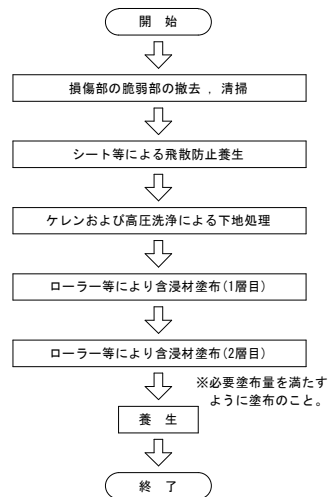 開 始
損傷部の脆弱部の撤去 , 清掃
シート等による飛散防止養生
ケレンおよび高圧洗浄による下地処理
ローラー等により含浸材塗布(1層目)
ローラー等により含浸材塗布(2層目)
※必要塗布量を満たす
ように塗布のこと。
養 生
終 了